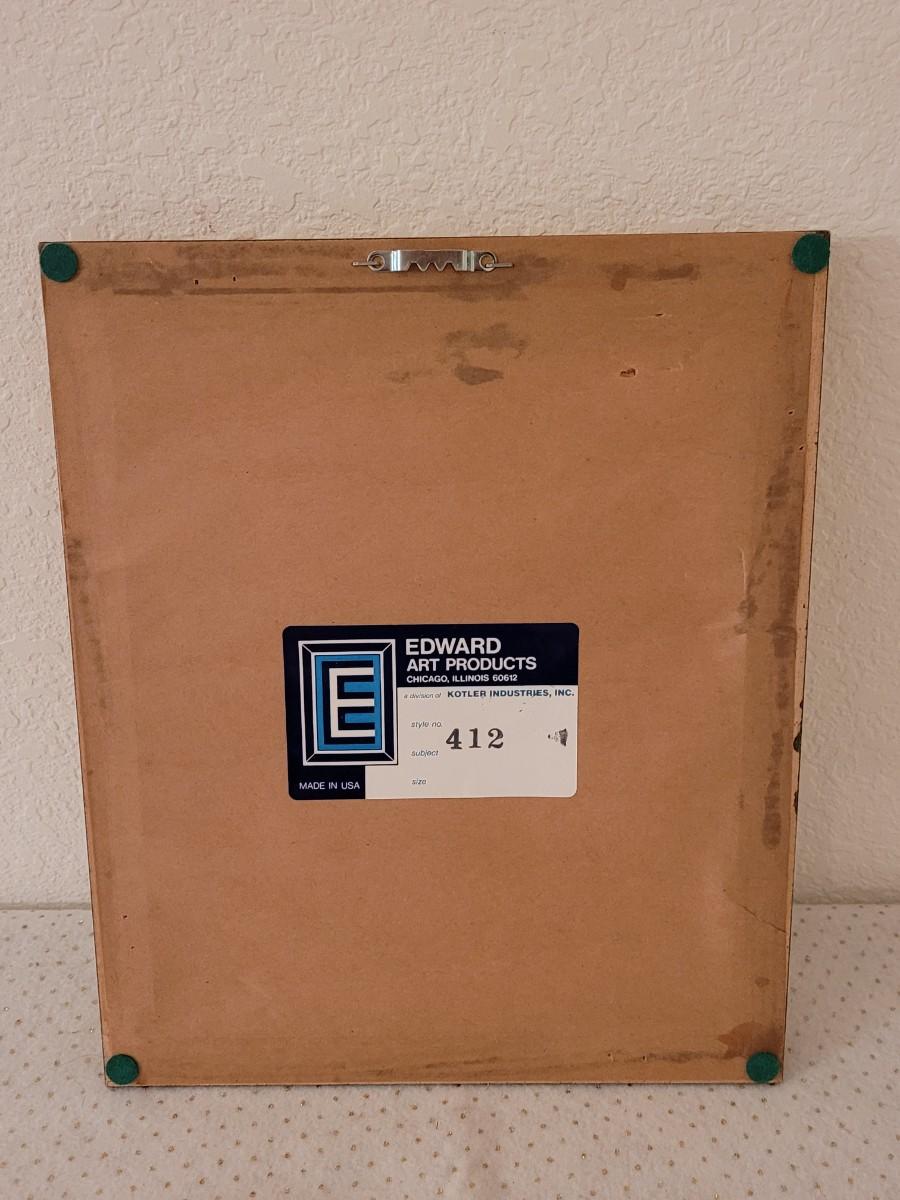 E
EDWARD
ART PRODUCTS
CHICAGO, ILLINOIS 60612
a division of KOTLER INDUSTRIES, INC.
style no.
412
subject
size
MADE IN USA